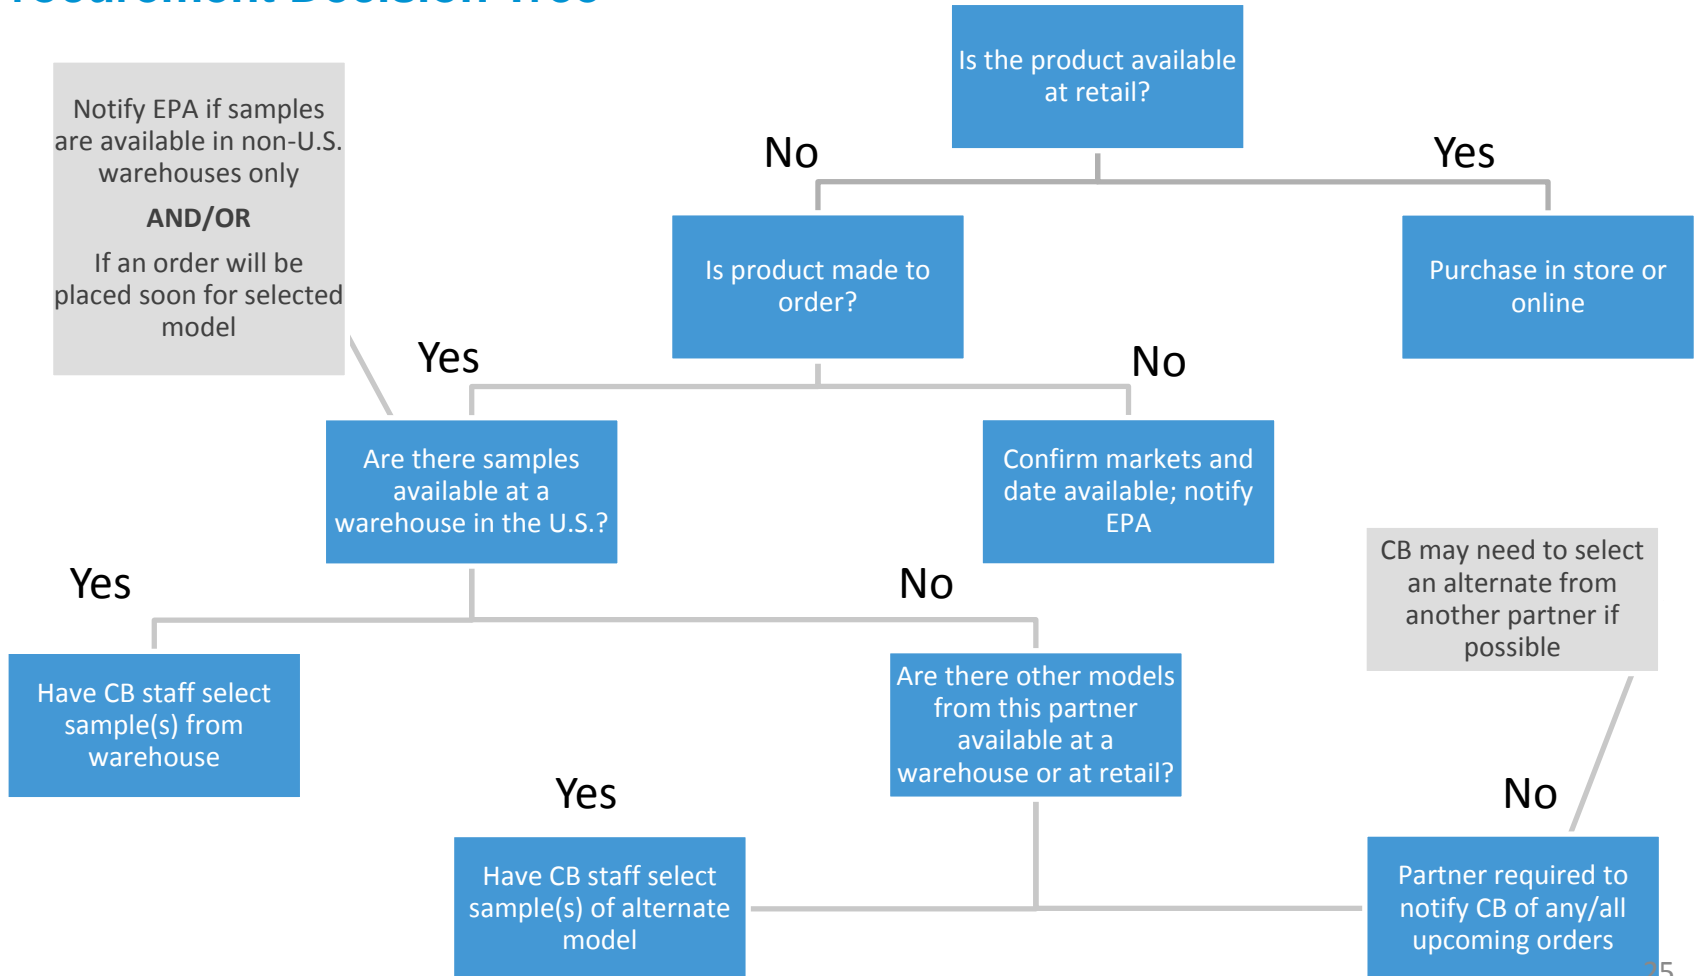 Is the product available
at retail?
Notify EPA if samples
are available in non-U.S.
warehouses only
AND/OR
If an order will be
placed soon for selected
model
No
Yes
Is product made to
order?
Purchase in store or
online
Yes
No
Are there samples
available at a
warehouse in the U.S.?
Confirm markets and
date available; notify
EPA
CB may need to select
an alternate from
another partner if
possible
Yes
No
Have CB staff select
sample(s) from
warehouse
Are there other models
from this partner
available at a
warehouse or at retail?
Yes
No
Have CB staff select
sample(s) of alternate
model
Partner required to
notify CB of any/all
upcoming orders